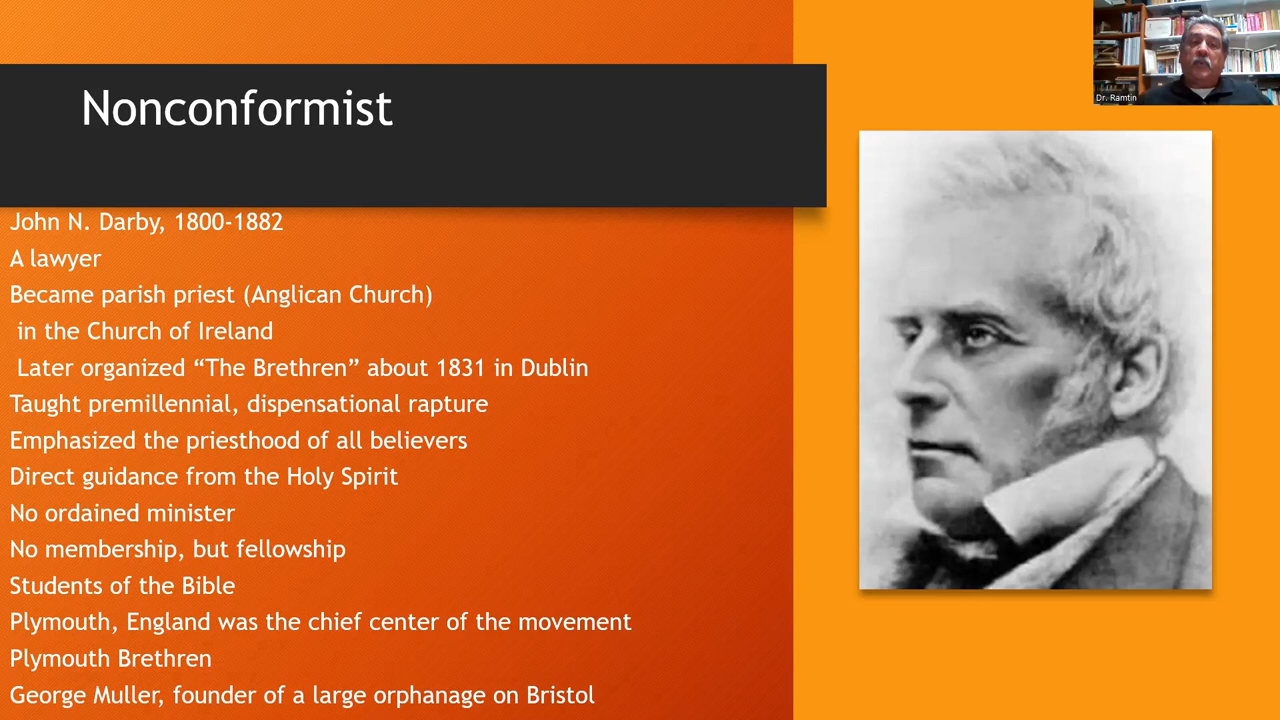 Nonconformist
Dr. Ramtin
John N. Darby, 1800-1882
A lawyer
Became parish priest (Anglican Church)
in the Church of Ireland
Later organized “The Brethren” about 1831 in Dublin
Taught premillennial, dispensational rapture
Emphasized the priesthood of all believers
Direct guidance from the Holy Spirit
No ordained minister
No membership, but fellowship
Students of the Bible
Plymouth, England was the chief center of the movement
Plymouth Brethren
George Muller, founder of a large orphanage on Bristol